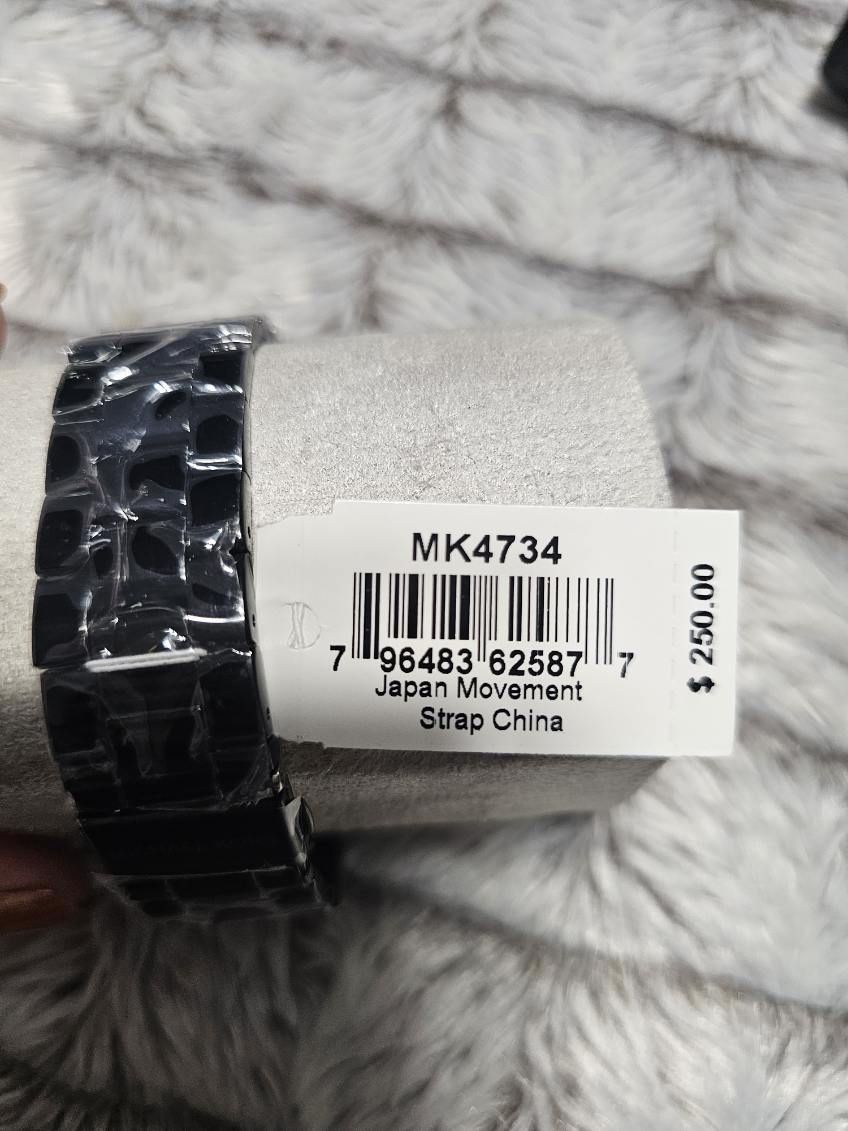 MK4734
7 96483 62587 7
Japan Movement
Strap China
$ 250.00